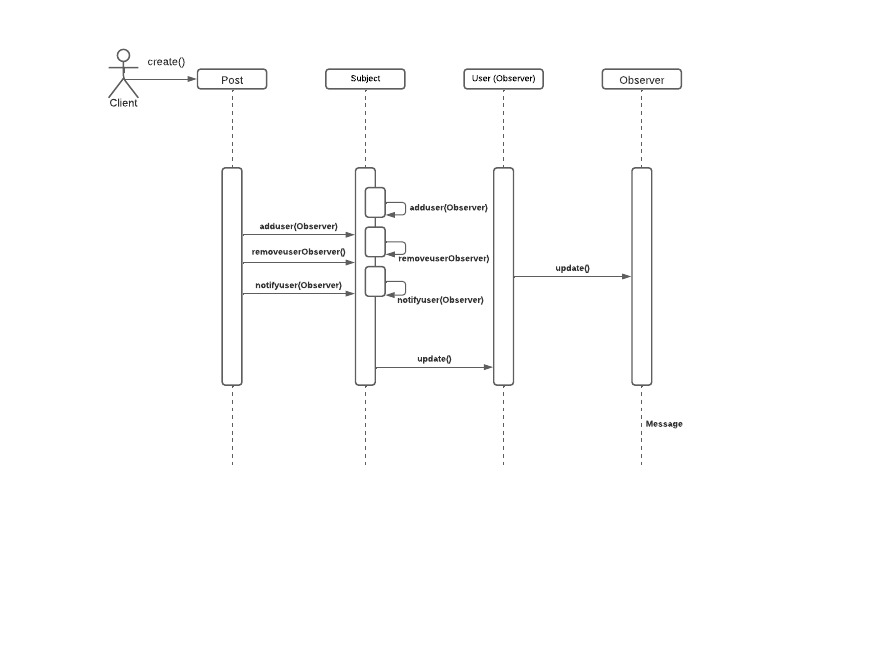 create()
Client
Post
Subject
User (Observer)
Observer
adduser(Observer)
adduser(Observer)
removeuserObserver()
removeuserObserver)
update()
notifyuser(Observer)
notifyuser(Observer)
update()
Message